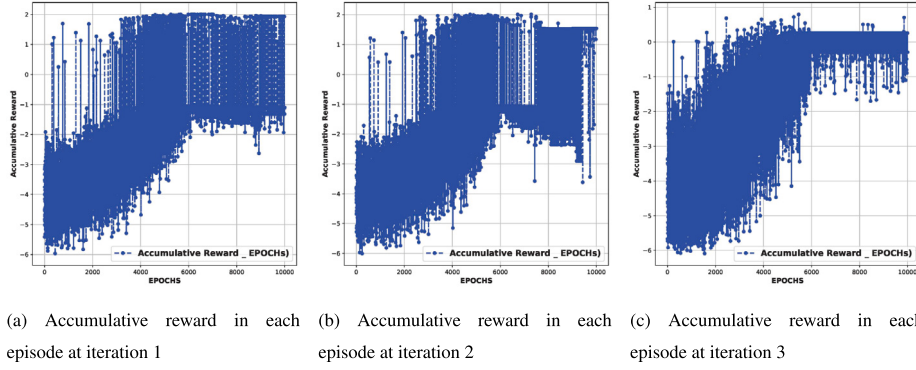 2
1
0
−1
−2
−3
−4
−5
−6
Accumulative Reward
Accumulative Reward _ EPOCHs)
0 2000 4000 6000 8000 10000
EPOCHS
2
1
0
−1
−2
−3
−4
−5
−6
Accumulative Reward
Accumulative Reward _ EPOCHs)
0 2000 4000 6000 8000 10000
EPOCHS
1
0
−1
−2
−3
−4
−5
−6
Accumulative Reward
Accumulative Reward _ EPOCHs)
0 2000 4000 6000 8000 10000
EPOCHS
(a) Accumulative reward in each
episode at iteration 1
(b) Accumulative reward in each
episode at iteration 2
(c) Accumulative reward in each
episode at iteration 3